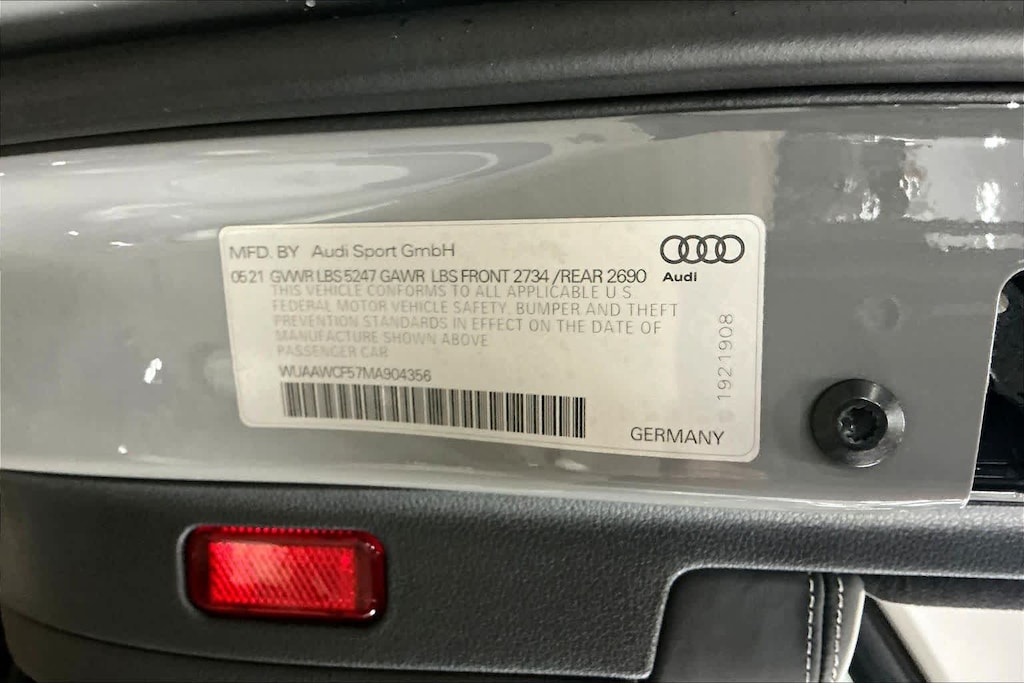 MFD. BY Audi Sport GmbH
Audi
05.21 GVWR LBS 5247 GAWR LBS FRONT 2734 /REAR 2690
THIS VEHICLE CONFORMS TO ALL APPLICABLE U S
FEDERAL MOTOR VEHICLE SAFETY, BUMPER AND THEFT
PREVENTION STANDARDS IN EFFECT ON THE DATE OF
MANUFACTURE SHOWN ABOVE
PASSENGER CAR
WUAAWCF57MA904356
GERMANY
1921908